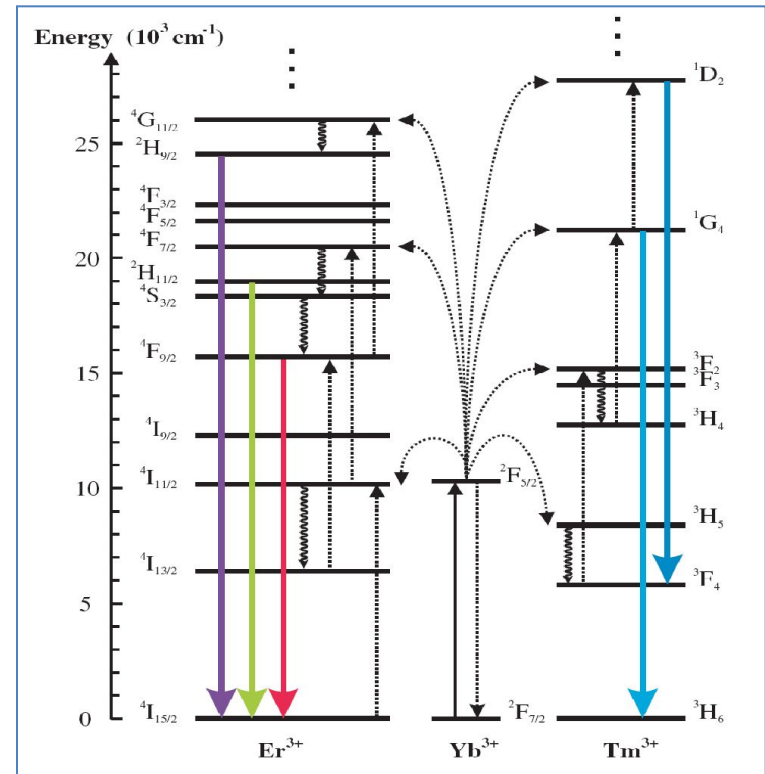 Energy (10³ cm⁻¹)
25
20
15
10
5
0
⁴G₁₁/₂
²H₉/₂
⁴F₃/₂
⁴F₅/₂
⁴F₇/₂
²H₁₁/₂
⁴S₃/₂
⁴F₉/₂
⁴I₉/₂
⁴I₁₁/₂
⁴I₁₃/₂
⁴I₁₅/₂
Er³⁺
²F₅/₂
²F₇/₂
Yb³⁺
¹D₂
¹G₄
³F₂
³F₃
³H₄
³H₅
³F₄
³H₆
Tm³⁺